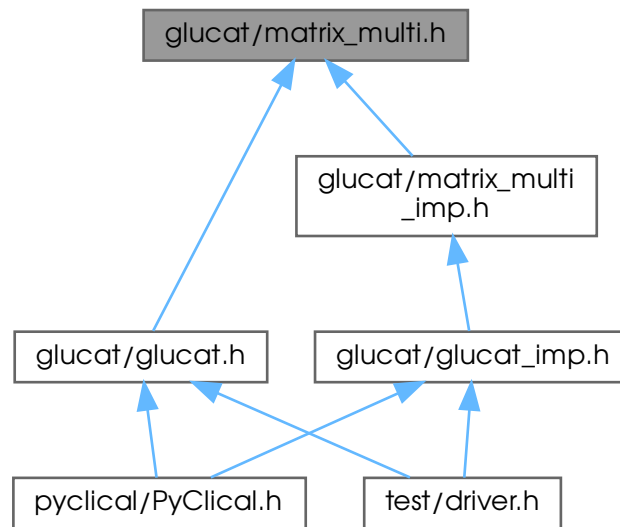 glucat/matrix_multi.h
glucat/matrix_multi
_imp.h
glucat/glucat.h
glucat/glucat_imp.h
pyclical/PyClical.h
test/driver.h